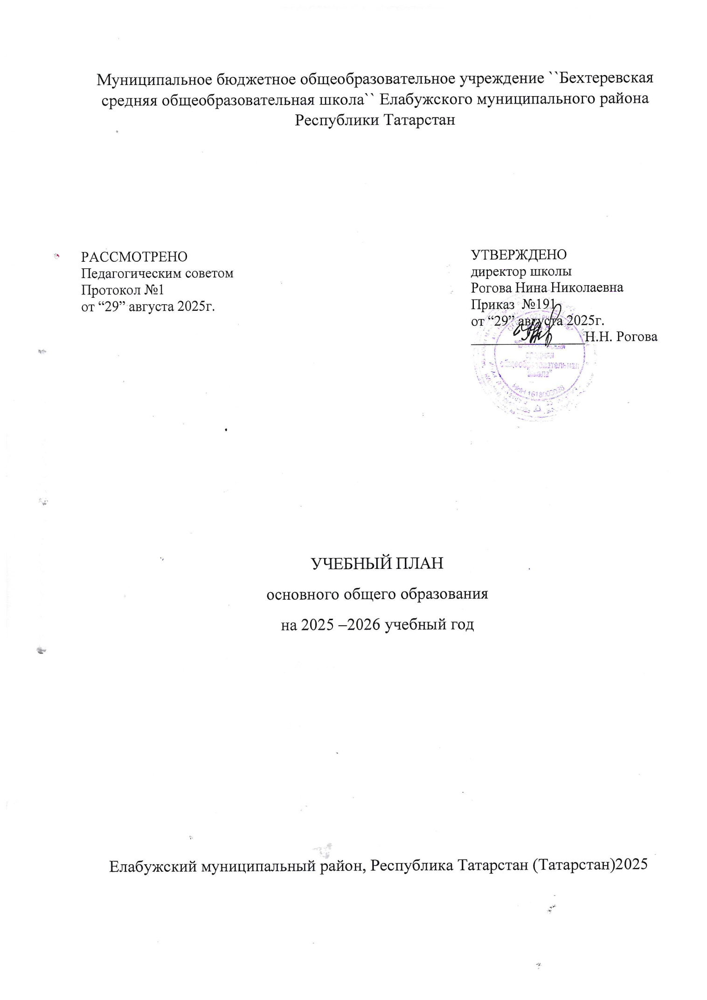 Муниципальное бюджетное общеобразовательное учреждение ``Бехтеревская
средняя общеобразовательная школа`` Елабужского муниципального района
Республики Татарстан
РАССМОТРЕНО
Педагогическим советом
Протокол №1
от “29” августа 2025г.
УТВЕРЖДЕНО
директор школы
Рогова Нина Николаевна
Приказ №191
от “29” августа 2025г.
Н.Н. Рогова
средняя
общеобразовательная
школа"
ИНН
УЧЕБНЫЙ ПЛАН
основного общего образования
на 2025 –2026 учебный год
Елабужский муниципальный район, Республика Татарстан (Татарстан)2025